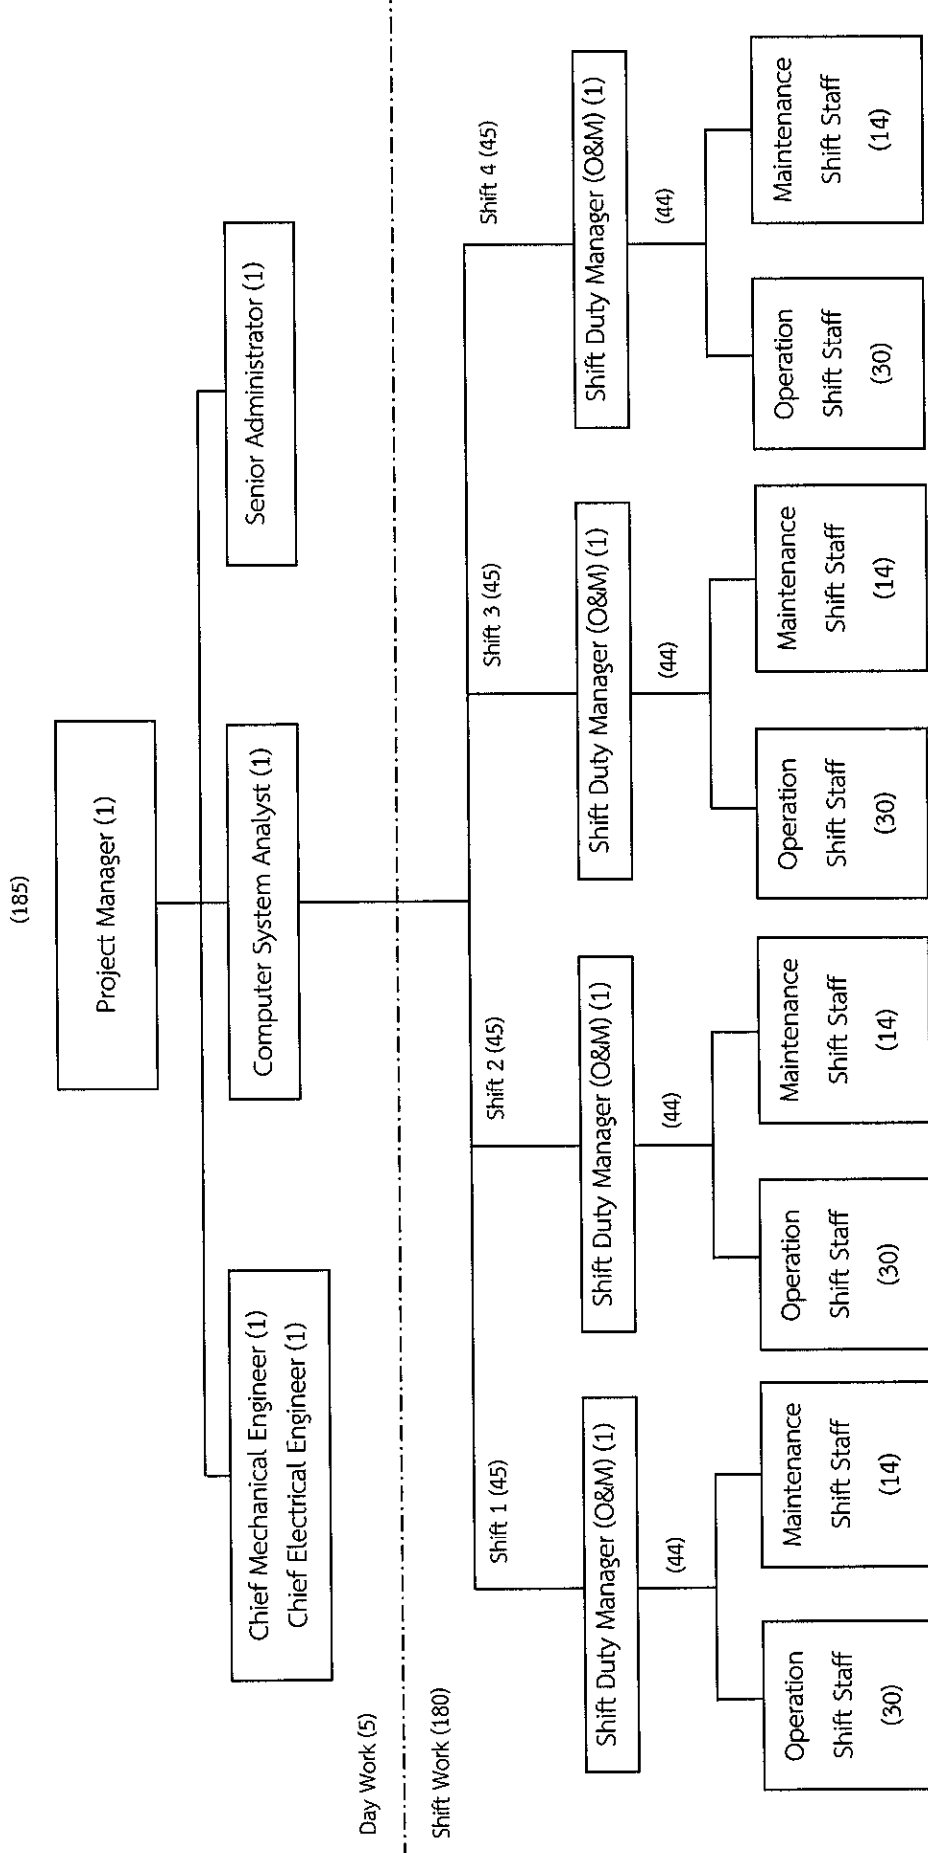 (185)
Project Manager (1)
Chief Mechanical Engineer (1)
Chief Electrical Engineer (1)
Computer System Analyst (1)
Senior Administrator (1)
Day Work (5)
Shift Work (180)
Shift 1 (45)
Shift 2 (45)
Shift 3 (45)
Shift 4 (45)
Shift Duty Manager (O&M) (1)
Shift Duty Manager (O&M) (1)
Shift Duty Manager (O&M) (1)
Shift Duty Manager (O&M) (1)
(44)
(44)
(44)
(44)
Operation
Shift Staff
(30)
Maintenance
Shift Staff
(14)
Operation
Shift Staff
(30)
Maintenance
Shift Staff
(14)
Operation
Shift Staff
(30)
Maintenance
Shift Staff
(14)
Operation
Shift Staff
(30)
Maintenance
Shift Staff
(14)